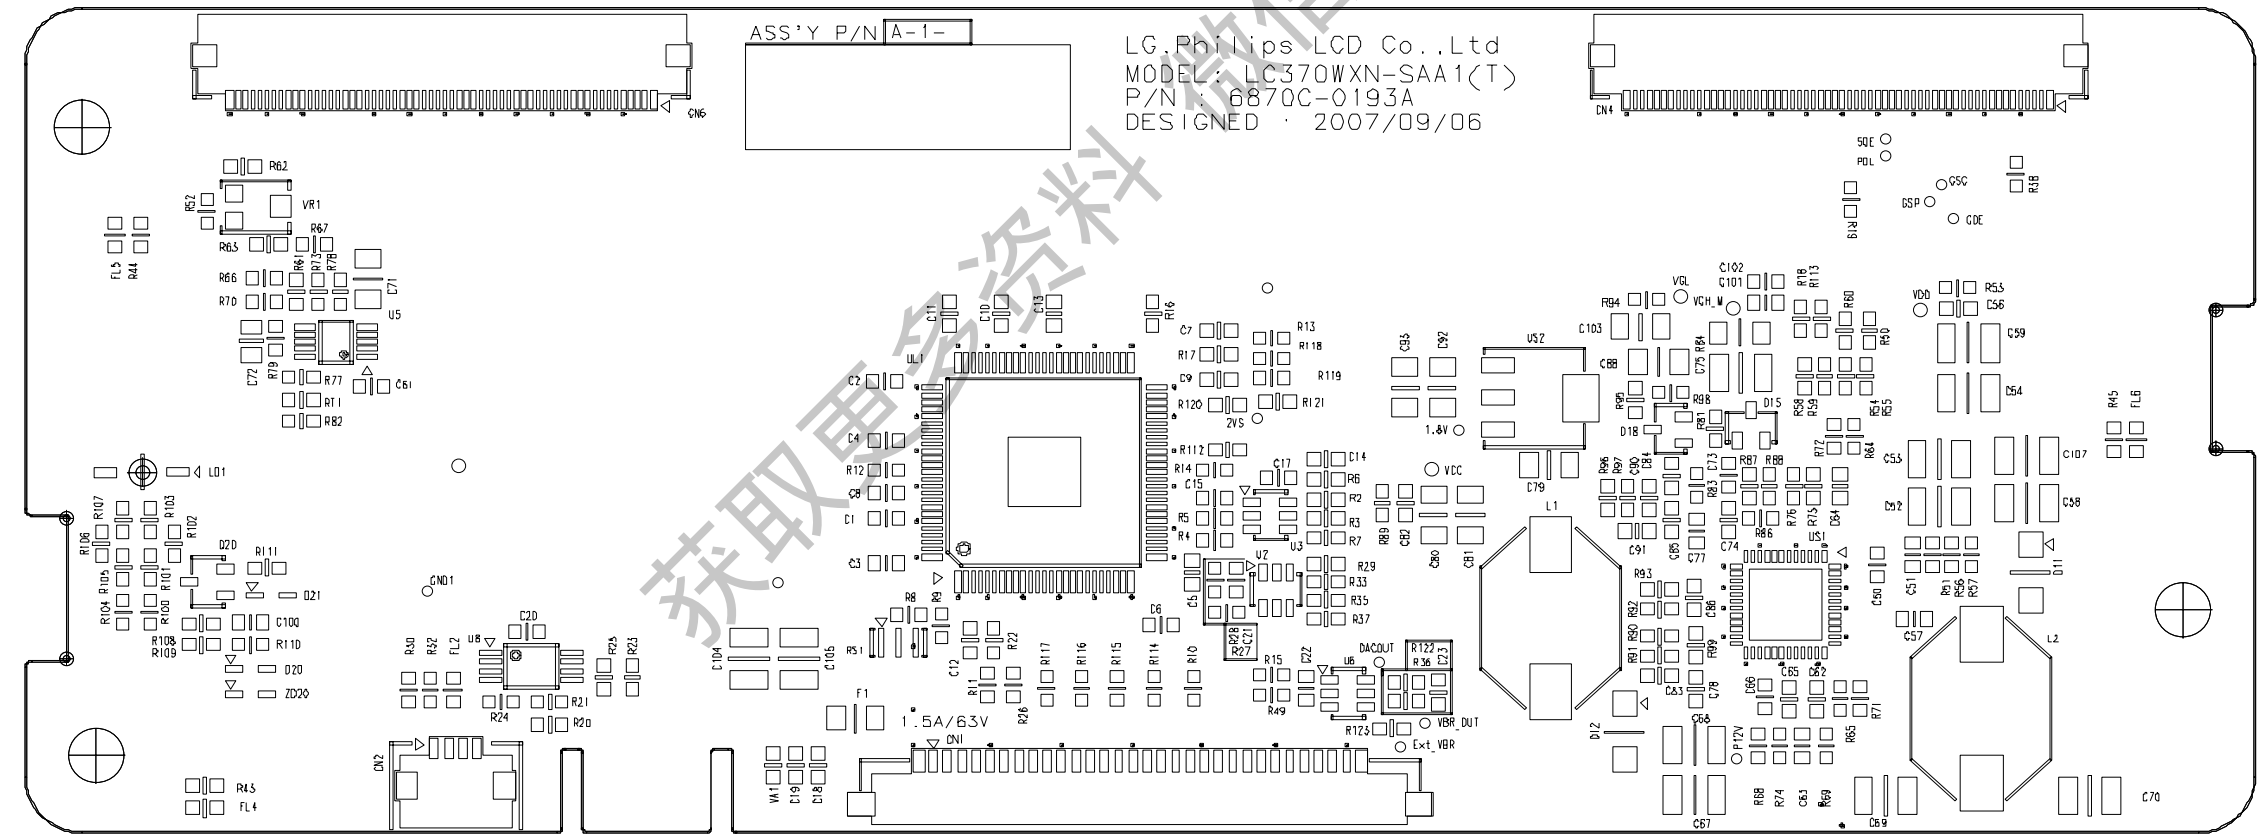 ASS'Y P/N A-1-
LG.Philips LCD Co.,Ltd
MODEL: LC370WXN-SAA1(T)
P/N : 6870C-0193A
DESIGNED : 2007/09/06
CN6
CN4
SOE
POL
GSC
GSP
GOE
R38
R19
R62
R52
VR1
R67
R63
FL5
R44
R66
R61
R73
R78
C71
R70
U5
C72
R79
R77
C61
RT1
R82
C11
C10
C13
R16
UL1
C7
R13
R17
R118
C9
R119
R120
R121
2VS
C2
C4
R12
C8
C1
C3
R112
R14
C17
C14
R6
C15
R2
R5
R3
R4
R7
U3
U2
C5
R29
R33
R35
R37
R28
C21
R27
C93
C92
1.8V
VCC
R89
C82
C80
C81
US2
C79
L1
VGL
VGH_M
C102
C101
R18
R113
R94
C103
R84
R60
R50
C88
C75
R95
R98
D15
R81
D18
R58
R59
R54
R55
R72
R64
VDD
R53
C56
C59
C54
R45
FL6
C53
C107
C52
C58
R96
R97
C90
C84
C73
R87
R88
R83
R76
R75
C64
C91
C85
C77
C74
R86
US1
C50
C51
R51
R56
R57
D11
C57
L2
R93
R92
C86
R90
R91
R99
C83
C78
C66
C65
C62
R71
R65
D12
C68
P12V
C67
R68
R74
C63
R69
C69
C70
LD1
R107
R103
R106
R102
R105
R101
R104
R100
D20
R111
D21
C100
R108
R109
R110
D20
ZD20
GND1
C20
U8
R30
R32
FL2
R24
R21
R20
R25
R23
CN2
R43
FL4
C104
C105
R8
R9
RS1
C12
R22
R11
R26
R117
R116
R115
R114
R10
C6
F1
1.5A/63V
CN1
VA1
C19
C18
R15
R49
C22
U6
DACOUT
R122
R36
C23
R123
VBR_OUT
Ext_VBR
获取更多资料